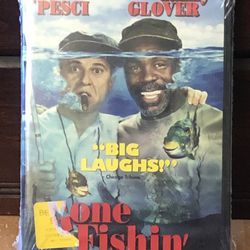 PESCI GLOVER
"BIG
LAUGHS!"
Gone
Fishin'